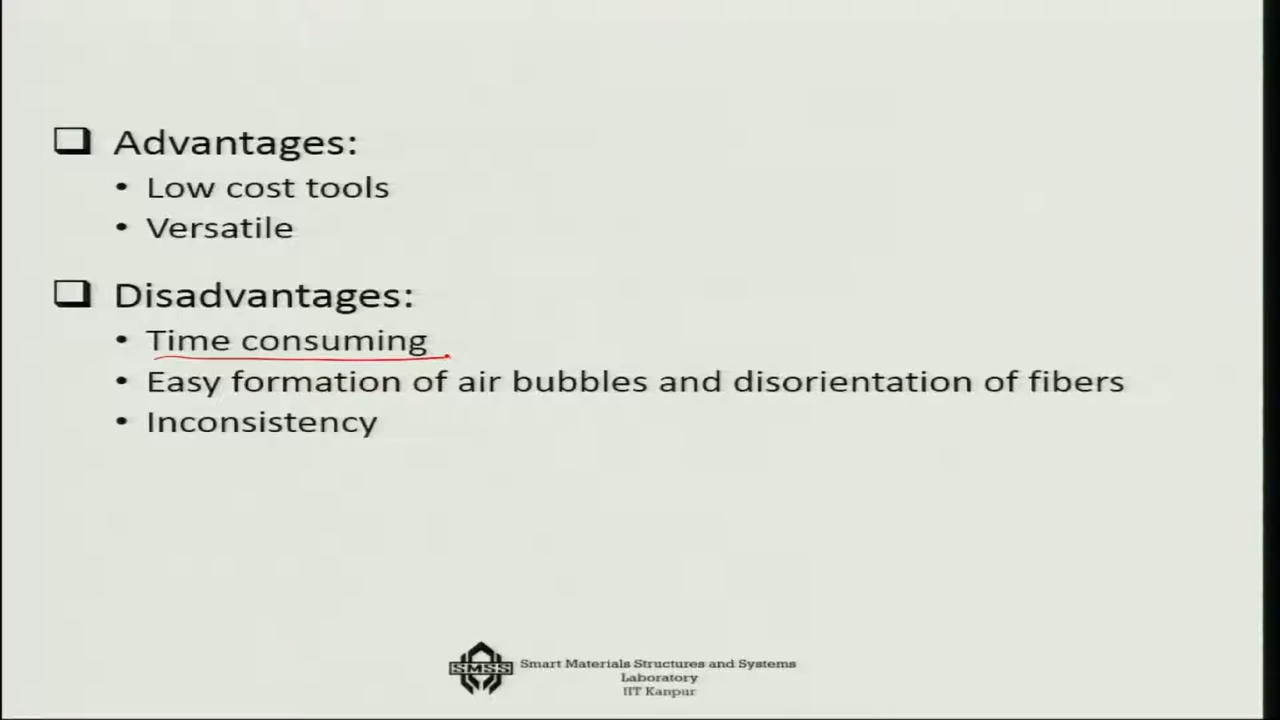 Advantages:
• Low cost tools
• Versatile
Disadvantages:
• Time consuming
• Easy formation of air bubbles and disorientation of fibers
• Inconsistency
SMSS
Smart Materials Structures and Systems
Laboratory
IIT Kanpur